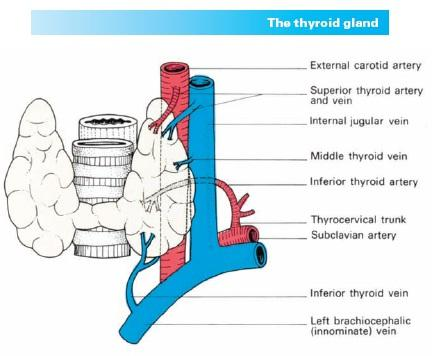 The thyroid gland
External carotid artery
Superior thyroid artery
and vein
Internal jugular vein
Middle thyroid vein
Inferior thyroid artery
Thyrocervical trunk
Subclavian artery
Inferior thyroid vein
Left brachiocephalic
(innominate) vein